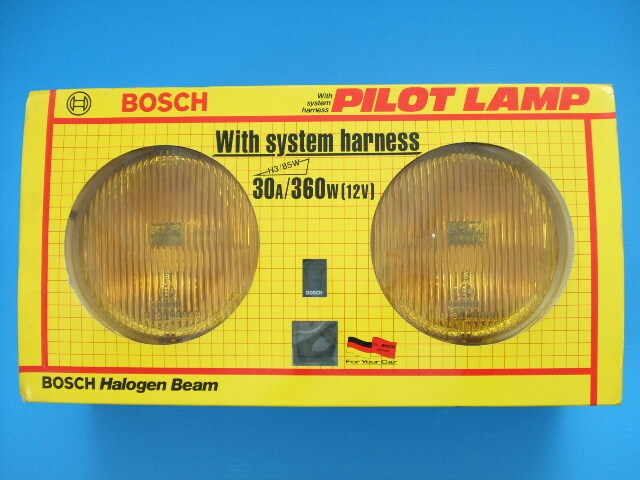 BOSCH
With
system
harness
PILOT LAMP
With system harness
H3/85W
30A/360W(12V)
BOSCH
BOSCH
For Your Car
BOSCH Halogen Beam